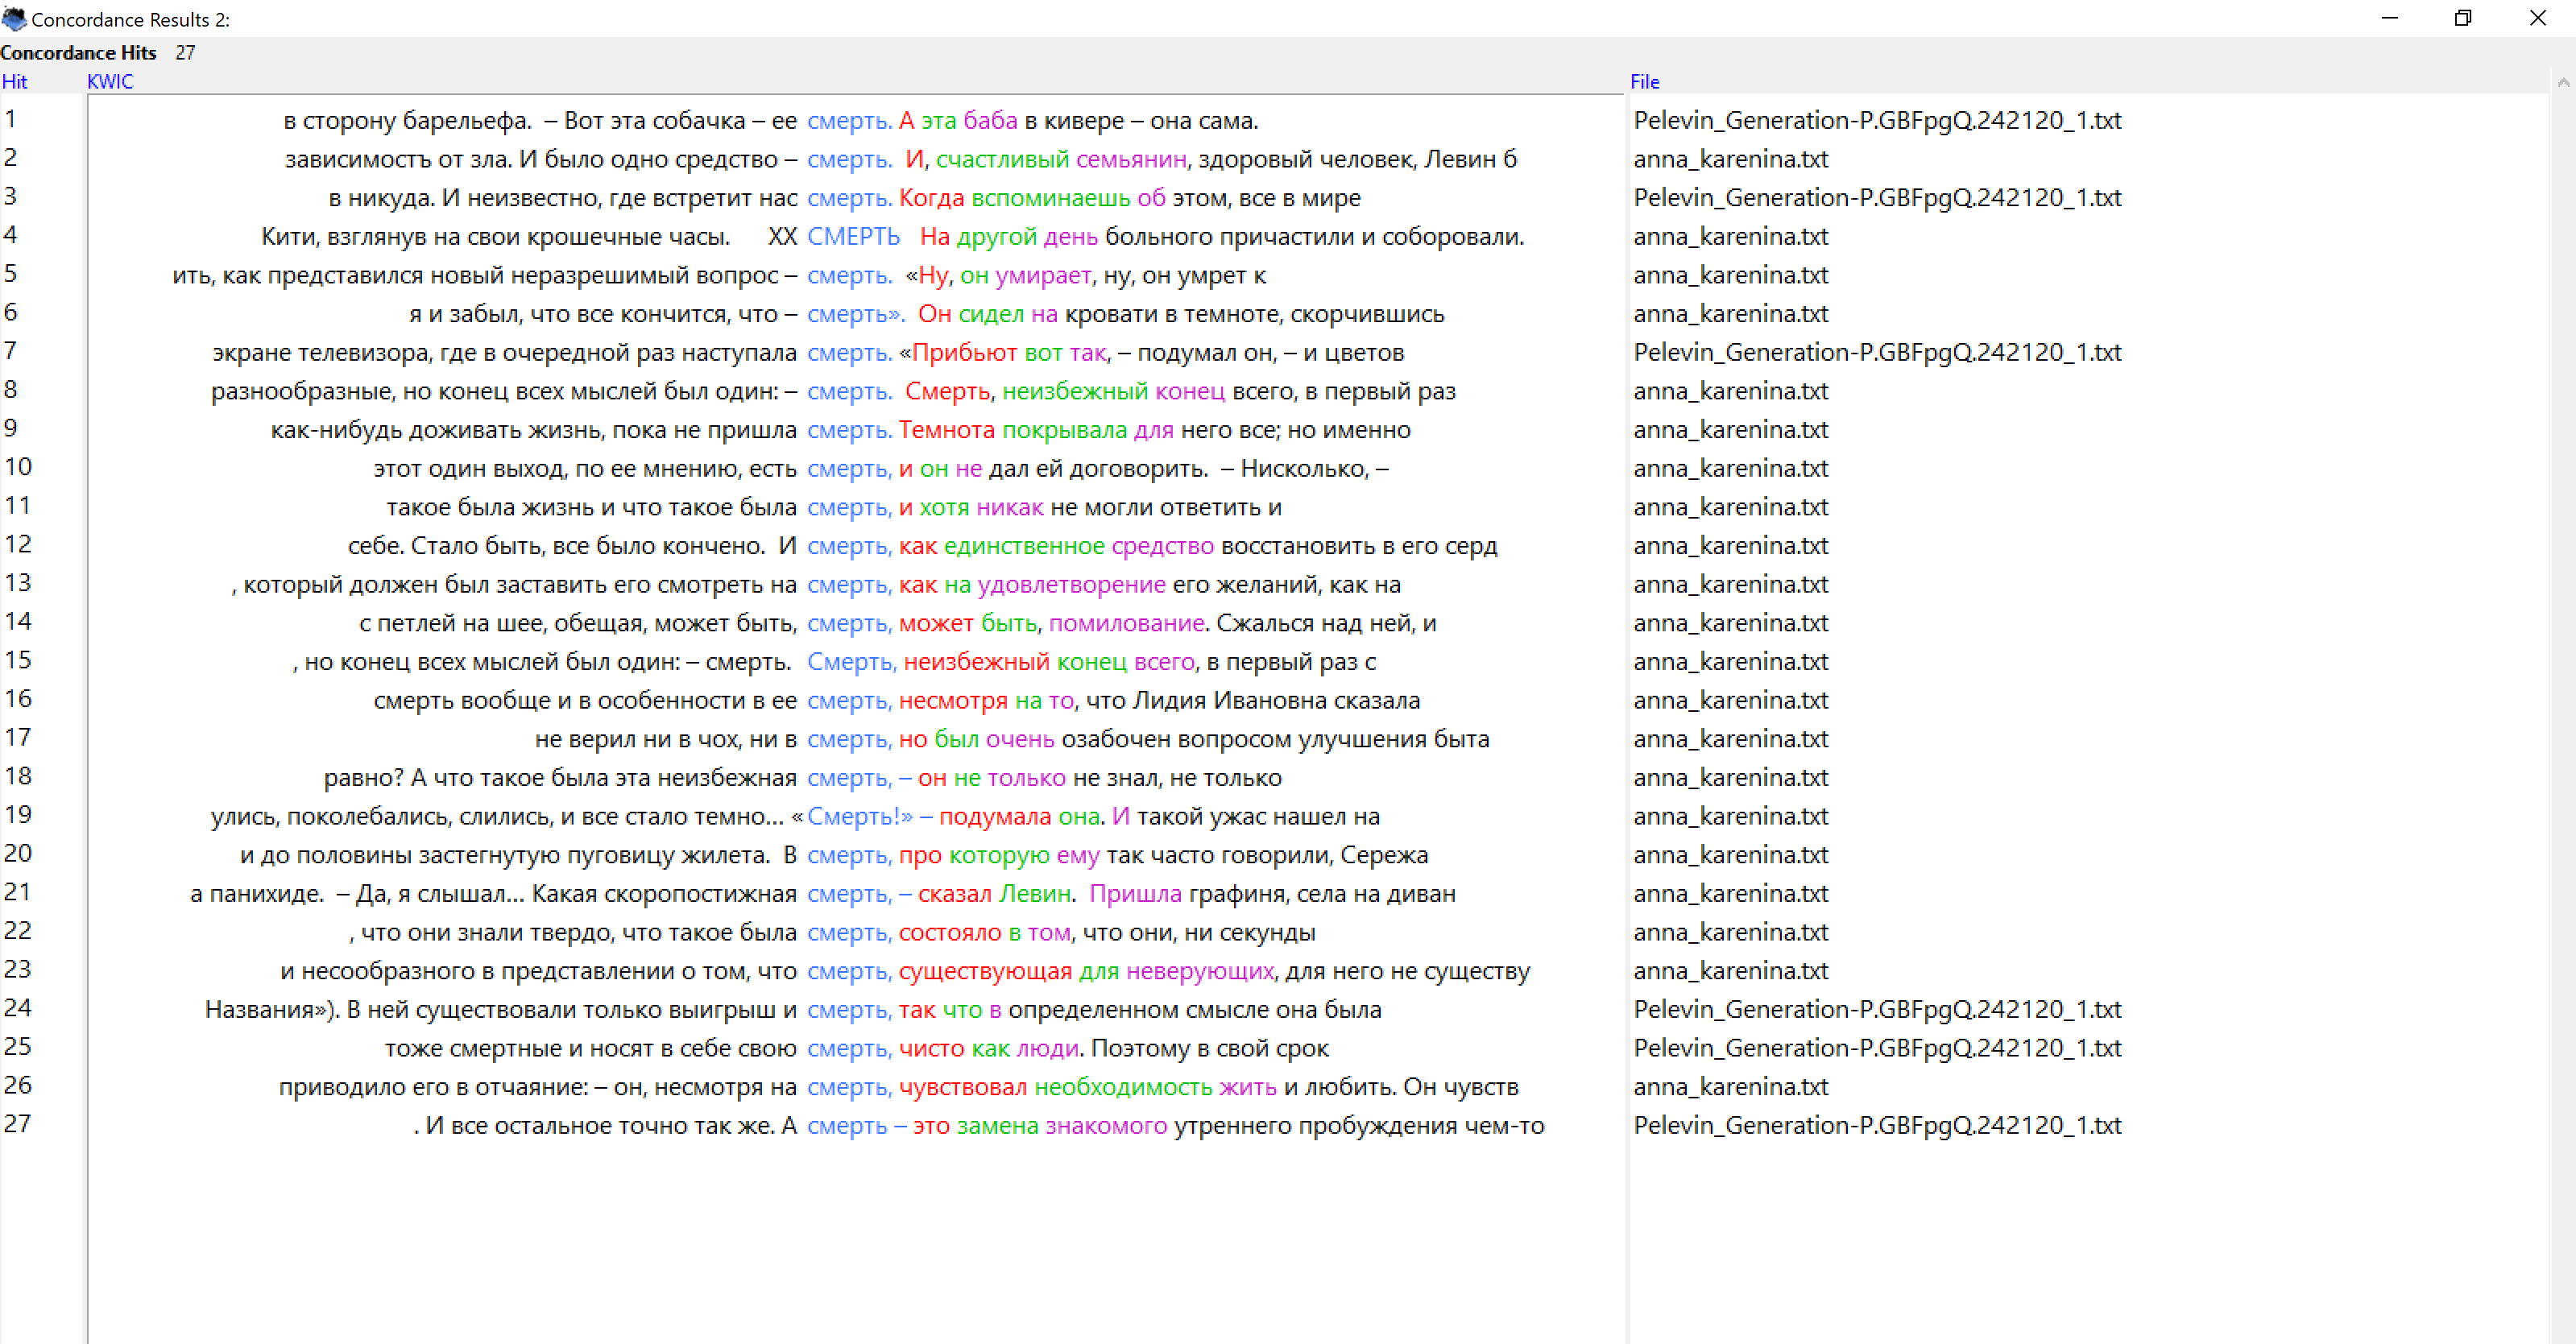 Concordance Results 2:
Concordance Hits 27
Hit KWIC File
1 в сторону барельефа. – Вот эта собачка – ее смерть. А эта баба в кивере – она сама. Pelevin_Generation-P.GBFpgQ.242120_1.txt
2 зависимость от зла. И было одно средство – смерть. И, счастливый семьянин, здоровый человек, Левин б anna_karenina.txt
3 в никуда. И неизвестно, где встретит нас смерть. Когда вспоминаешь об этом, все в мире Pelevin_Generation-P.GBFpgQ.242120_1.txt
4 Кити, взглянув на свои крошечные часы. XX СМЕРТЬ На другой день больного причастили и соборовали. anna_karenina.txt
5 ить, как представился новый неразрешимый вопрос – смерть. «Ну, он умирает, ну, он умрет к anna_karenina.txt
6 я и забыл, что все кончится, что – смерть». Он сидел на кровати в темноте, скорчившись anna_karenina.txt
7 экране телевизора, где в очередной раз наступала смерть. «Прибьют вот так, – подумал он, – и цветов Pelevin_Generation-P.GBFpgQ.242120_1.txt
8 разнообразные, но конец всех мыслей был один: – смерть. Смерть, неизбежный конец всего, в первый раз anna_karenina.txt
9 как-нибудь доживать жизнь, пока не пришла смерть. Темнота покрывала для него все; но именно anna_karenina.txt
10 этот один выход, по ее мнению, есть смерть, и он не дал ей договорить. – Нисколько, – anna_karenina.txt
11 такое была жизнь и что такое была смерть, и хотя никак не могли ответить и anna_karenina.txt
12 себе. Стало быть, все было кончено. И смерть, как единственное средство восстановить в его серд anna_karenina.txt
13 , который должен был заставить его смотреть на смерть, как на удовлетворение его желаний, как на anna_karenina.txt
14 с петлей на шее, обещая, может быть, смерть, может быть, помилование. Сжалься над ней, и anna_karenina.txt
15 , но конец всех мыслей был один: – смерть. Смерть, неизбежный конец всего, в первый раз с anna_karenina.txt
16 смерть вообще и в особенности в ее смерть, несмотря на то, что Лидия Ивановна сказала anna_karenina.txt
17 не верил ни в чох, ни в смерть, но был очень озабочен вопросом улучшения быта anna_karenina.txt
18 равно? А что такое была эта неизбежная смерть, – он не только не знал, не только anna_karenina.txt
19 улись, поколебались, слились, и все стало темно... «Смерть!» – подумала она. И такой ужас нашел на anna_karenina.txt
20 и до половины застегнутую пуговицу жилета. В смерть, про которую ему так часто говорили, Сережа anna_karenina.txt
21 а панихиде. – Да, я слышал... Какая скоропостижная смерть, – сказал Левин. Пришла графиня, села на диван anna_karenina.txt
22 , что они знали твердо, что такое была смерть, состояло в том, что они, ни секунды anna_karenina.txt
23 и несообразного в представлении о том, что смерть, существующая для неверующих, для него не существу anna_karenina.txt
24 Названия»). В ней существовали только выигрыш и смерть, так что в определенном смысле она была Pelevin_Generation-P.GBFpgQ.242120_1.txt
25 тоже смертные и носят в себе свою смерть, чисто как люди. Поэтому в свой срок Pelevin_Generation-P.GBFpgQ.242120_1.txt
26 приводило его в отчаяние: – он, несмотря на смерть, чувствовал необходимость жить и любить. Он чувств anna_karenina.txt
27 . И все остальное точно так же. А смерть – это замена знакомого утреннего пробуждения чем-то Pelevin_Generation-P.GBFpgQ.242120_1.txt